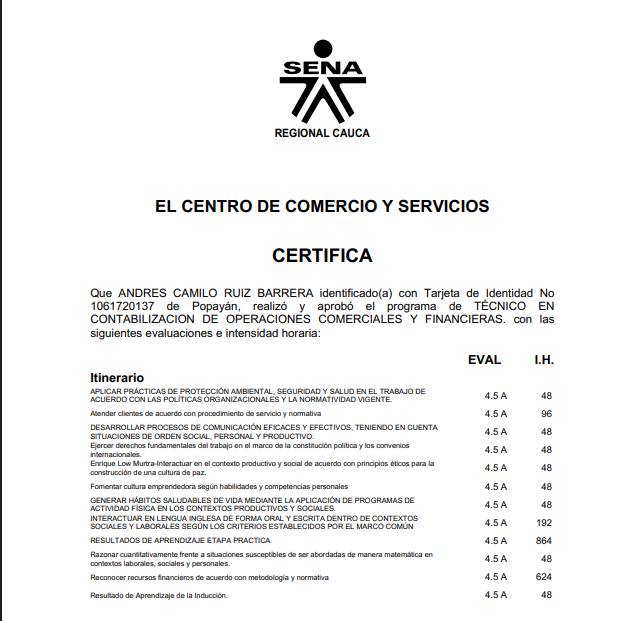 SENA
REGIONAL CAUCA
EL CENTRO DE COMERCIO Y SERVICIOS
CERTIFICA
Que ANDRES CAMILO RUIZ BARRERA identificado(a) con Tarjeta de Identidad No
1061720137 de Popayán, realizó y aprobó el programa de TÉCNICO EN
CONTABILIZACION DE OPERACIONES COMERCIALES Y FINANCIERAS. con las
siguientes evaluaciones e intensidad horaria:
EVAL I.H.
Itinerario
APLICAR PRÁCTICAS DE PROTECCIÓN AMBIENTAL, SEGURIDAD Y SALUD EN EL TRABAJO DE
ACUERDO CON LAS POLÍTICAS ORGANIZACIONALES Y LA NORMATIVIDAD VIGENTE. 4.5 A 48
Atender clientes de acuerdo con procedimiento de servicio y normativa 4.5 A 96
DESARROLLAR PROCESOS DE COMUNICACIÓN EFICACES Y EFECTIVOS, TENIENDO EN CUENTA
SITUACIONES DE ORDEN SOCIAL, PERSONAL Y PRODUCTIVO. 4.5 A 48
Ejercer derechos fundamentales del trabajo en el marco de la constitución política y los convenios
internacionales. 4.5 A 48
Enrique Low Murtra-Interactuar en el contexto productivo y social de acuerdo con principios éticos para la
construcción de una cultura de paz. 4.5 A 48
Fomentar cultura emprendedora según habilidades y competencias personales 4.5 A 48
GENERAR HÁBITOS SALUDABLES DE VIDA MEDIANTE LA APLICACIÓN DE PROGRAMAS DE
ACTIVIDAD FÍSICA EN LOS CONTEXTOS PRODUCTIVOS Y SOCIALES. 4.5 A 48
INTERACTUAR EN LENGUA INGLESA DE FORMA ORAL Y ESCRITA DENTRO DE CONTEXTOS
SOCIALES Y LABORALES SEGÚN LOS CRITERIOS ESTABLECIDOS POR EL MARCO COMÚN 4.5 A 192
RESULTADOS DE APRENDIZAJE ETAPA PRACTICA 4.5 A 864
Razonar cuantitativamente frente a situaciones susceptibles de ser abordadas de manera matemática en
contextos laborales, sociales y personales. 4.5 A 48
Reconocer recursos financieros de acuerdo con metodología y normativa 4.5 A 624
Resultado de Aprendizaje de la Inducción. 4.5 A 48